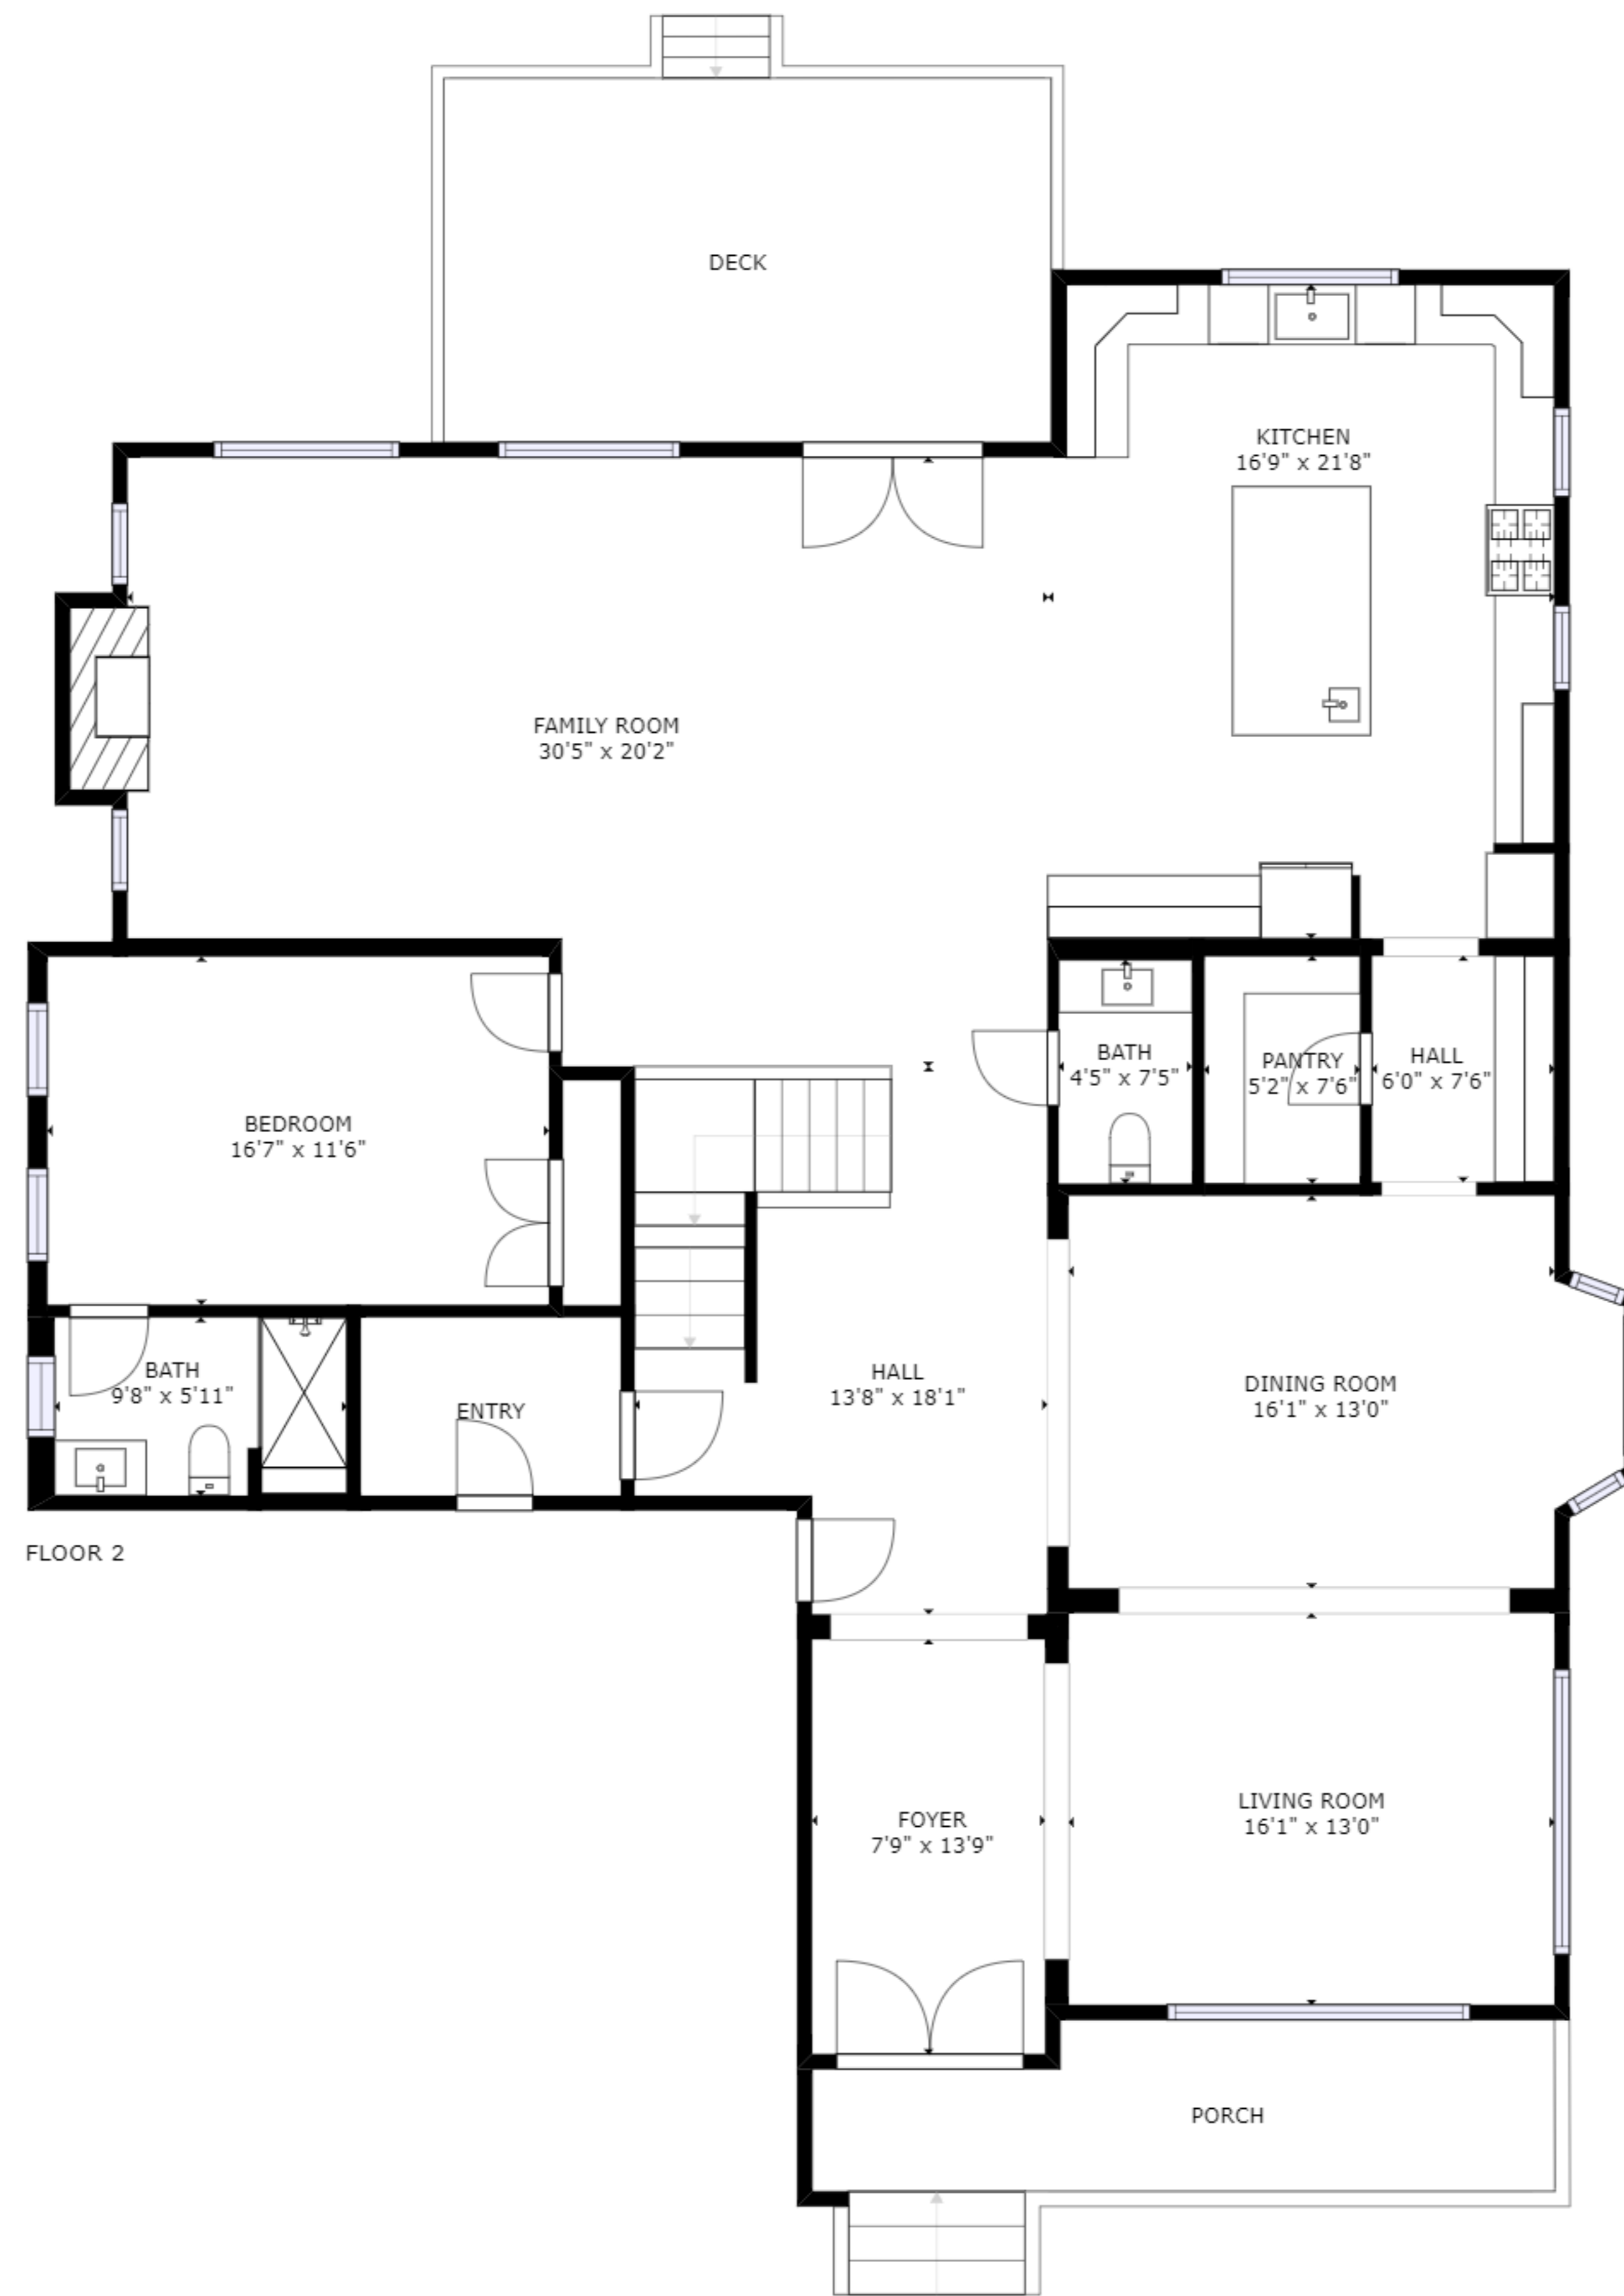 DECK
KITCHEN
16'9" x 21'8"
FAMILY ROOM
30'5" x 20'2"
BATH
4'5" x 7'5"
PANTRY
5'2" x 7'6"
HALL
6'0" x 7'6"
BEDROOM
16'7" x 11'6"
BATH
9'8" x 5'11"
ENTRY
HALL
13'8" x 18'1"
DINING ROOM
16'1" x 13'0"
FLOOR 2
FOYER
7'9" x 13'9"
LIVING ROOM
16'1" x 13'0"
PORCH